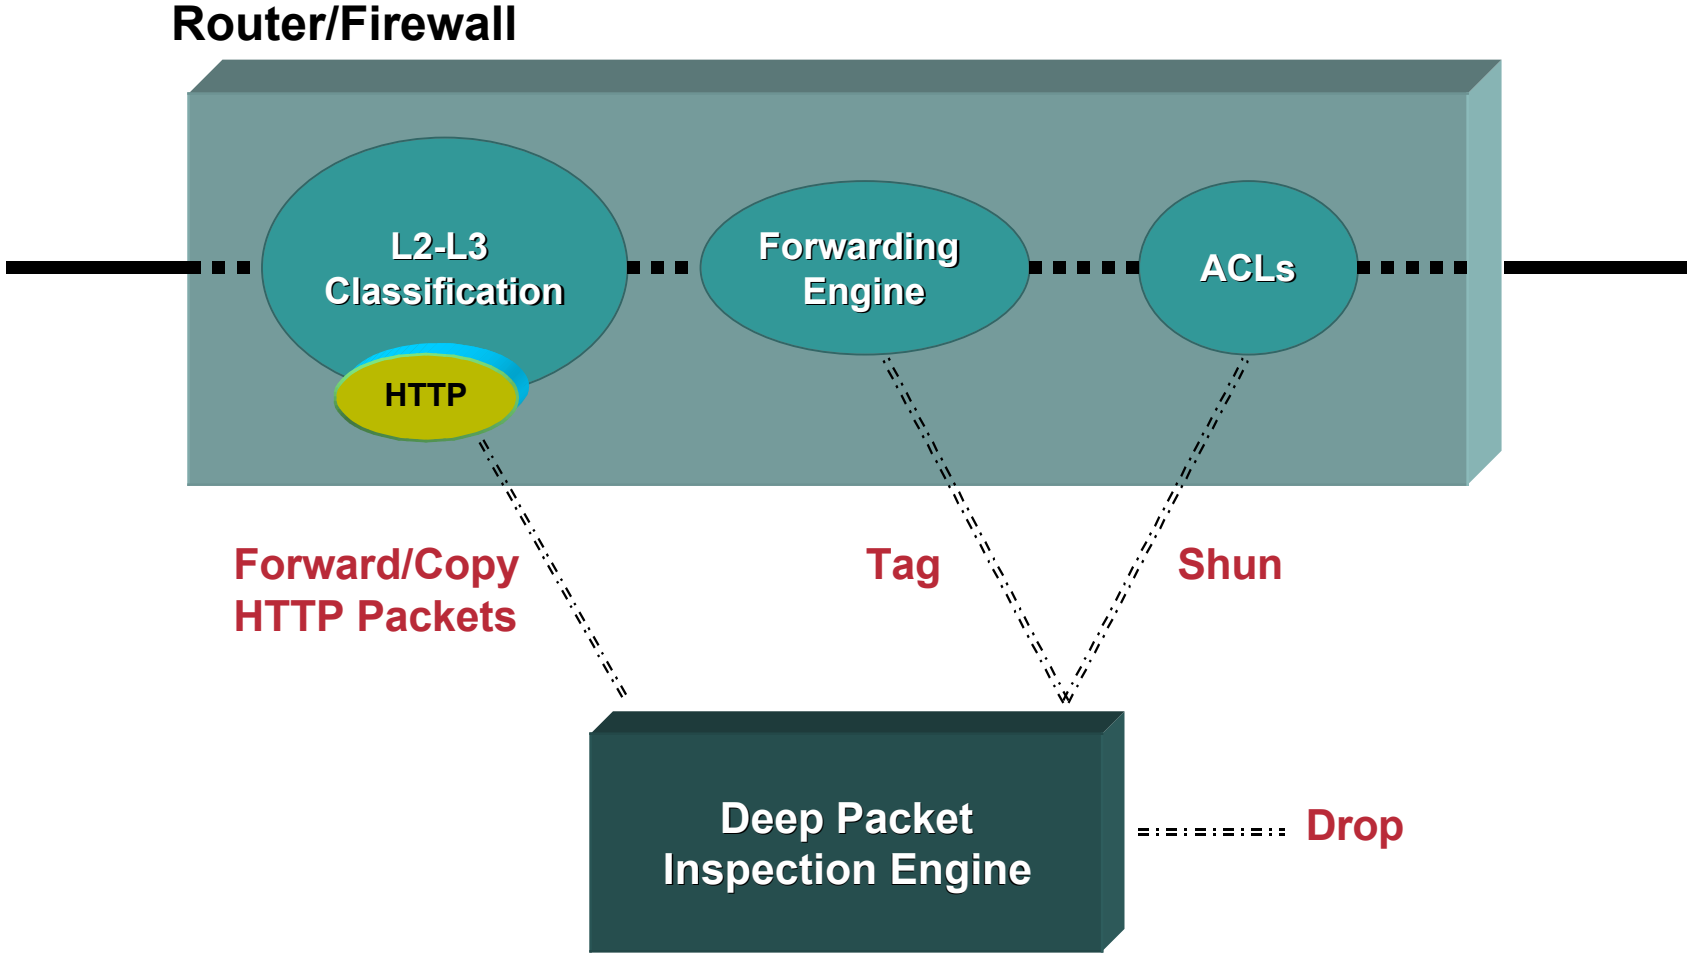 Router/Firewall
L2-L3
Classification
Forwarding
Engine
ACLs
HTTP
Forward/Copy
HTTP Packets
Tag
Shun
Deep Packet
Inspection Engine
Drop